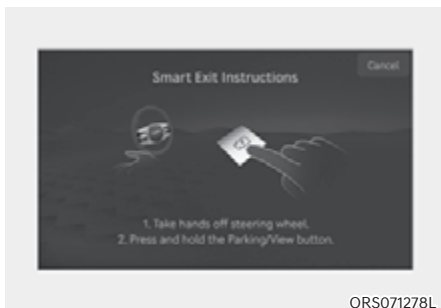 Cancel
Smart Exit Instructions
1. Take hands off steering wheel,
2. Press and hold the Parking/View button.
ORS071278L